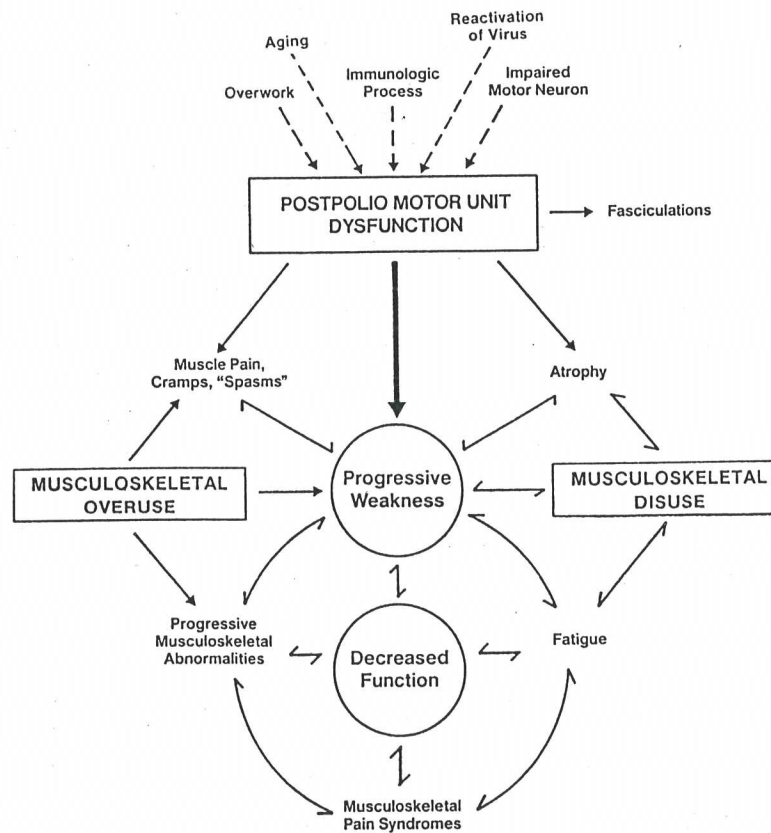 Reactivation
of Virus
Aging
Immunologic
Process
Impaired
Motor Neuron
Overwork
POSTPOLIO MOTOR UNIT
DYSFUNCTION
Fasciculations
Muscle Pain,
Cramps, “Spasms”
Atrophy
Progressive
Weakness
MUSCULOSKELETAL
OVERUSE
MUSCULOSKELETAL
DISUSE
Progressive
Musculoskeletal
Abnormalities
Decreased
Function
Fatigue
Musculoskeletal
Pain Syndromes